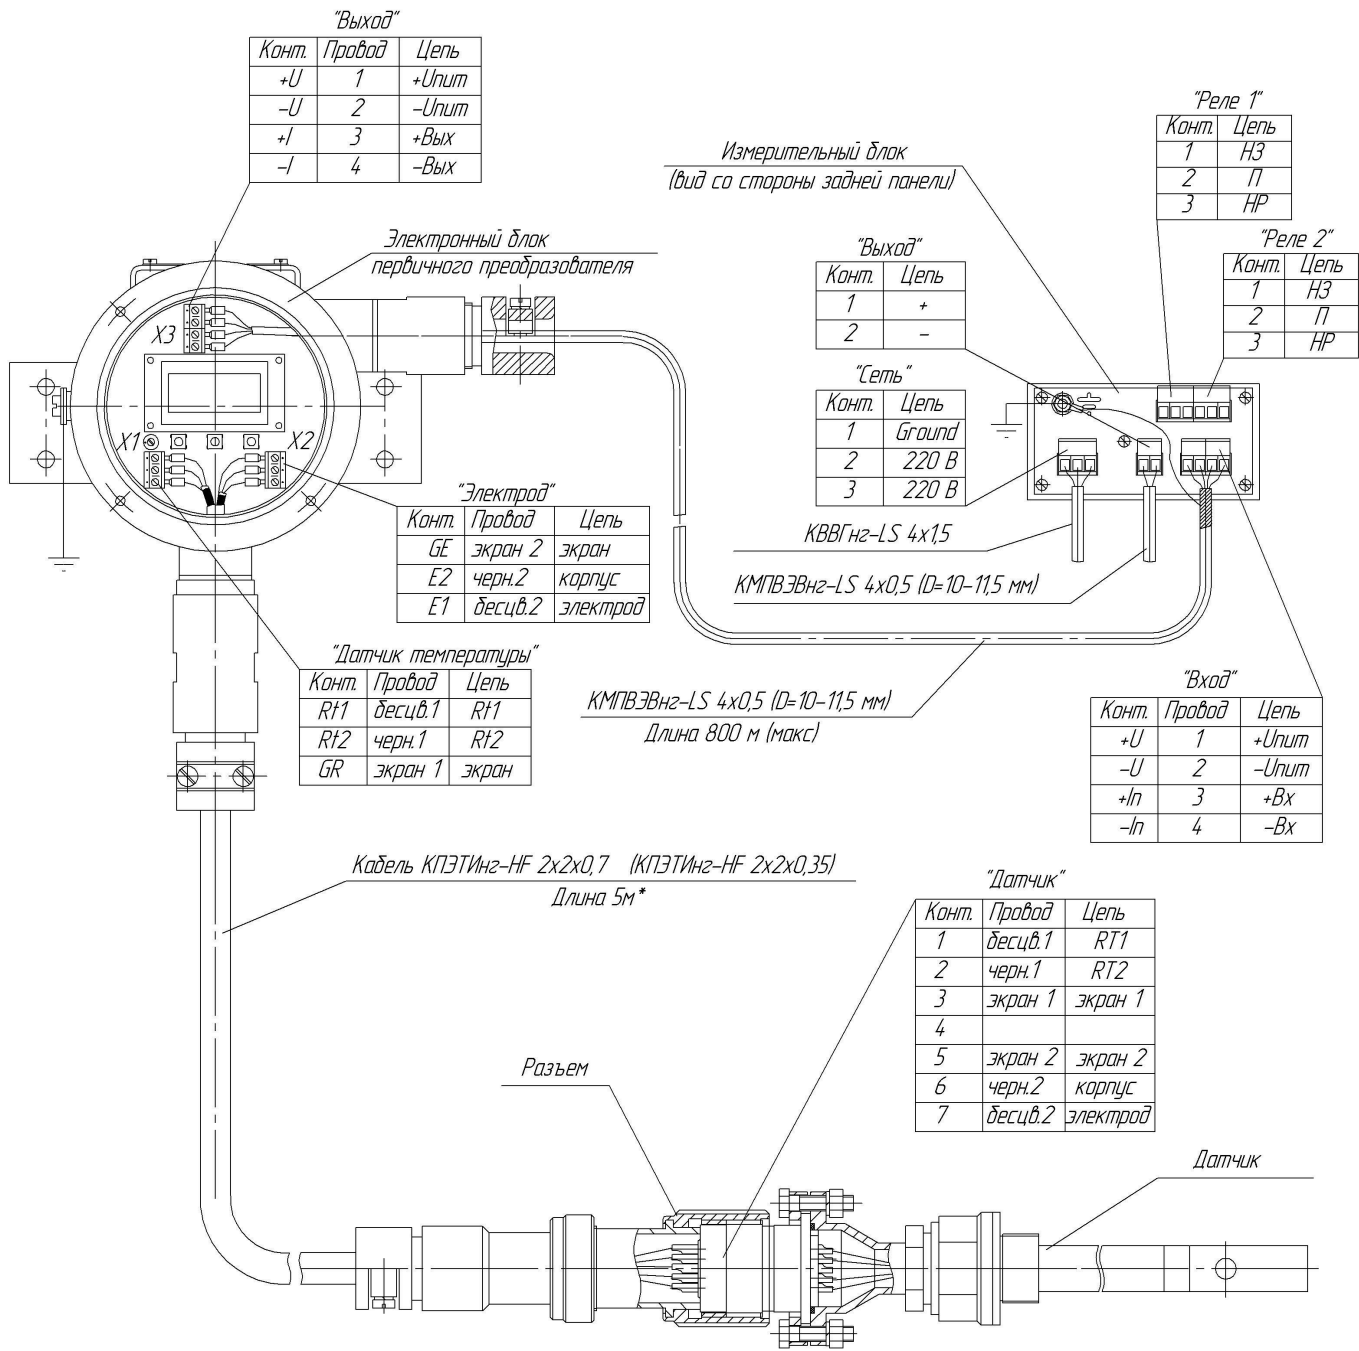 "Выход"
Конт. Провод Цепь
+U 1 +Uпит
-U 2 -Uпит
+I 3 +Вых
-I 4 -Вых
"Реле 1"
Конт. Цепь
1 НЗ
2 П
3 НР
Измерительный блок
(вид со стороны задней панели)
"Реле 2"
Конт. Цепь
1 НЗ
2 П
3 НР
Электронный блок
первичного преобразователя
"Выход"
Конт. Цепь
1 +
2 -
X3
"Сеть"
Конт. Цепь
1 Ground
2 220 В
3 220 В
X1
X2
"Электрод"
Конт. Провод Цепь
GE экран 2 экран
E2 черн.2 корпус
E1 бесцв.2 электрод
КВВГнг-LS 4х1,5
КМПВЭВнг-LS 4х0,5 (D=10-11,5 мм)
"Датчик температуры"
Конт. Провод Цепь
Rt1 бесцв.1 Rt1
Rt2 черн.1 Rt2
GR экран 1 экран
КМПВЭВнг-LS 4х0,5 (D=10-11,5 мм)
Длина 800 м (макс)
"Вход"
Конт. Провод Цепь
+U 1 +Uпит
-U 2 -Uпит
+In 3 +Вх
-In 4 -Вх
Кабель КПЭТИнг-HF 2х2х0,7 (КПЭТИнг-HF 2х2х0,35)
Длина 5м*
"Датчик"
Конт. Провод Цепь
1 бесцв.1 RT1
2 черн.1 RT2
3 экран 1 экран 1
4
5 экран 2 экран 2
6 черн.2 корпус
7 бесцв.2 электрод
Разъем
Датчик